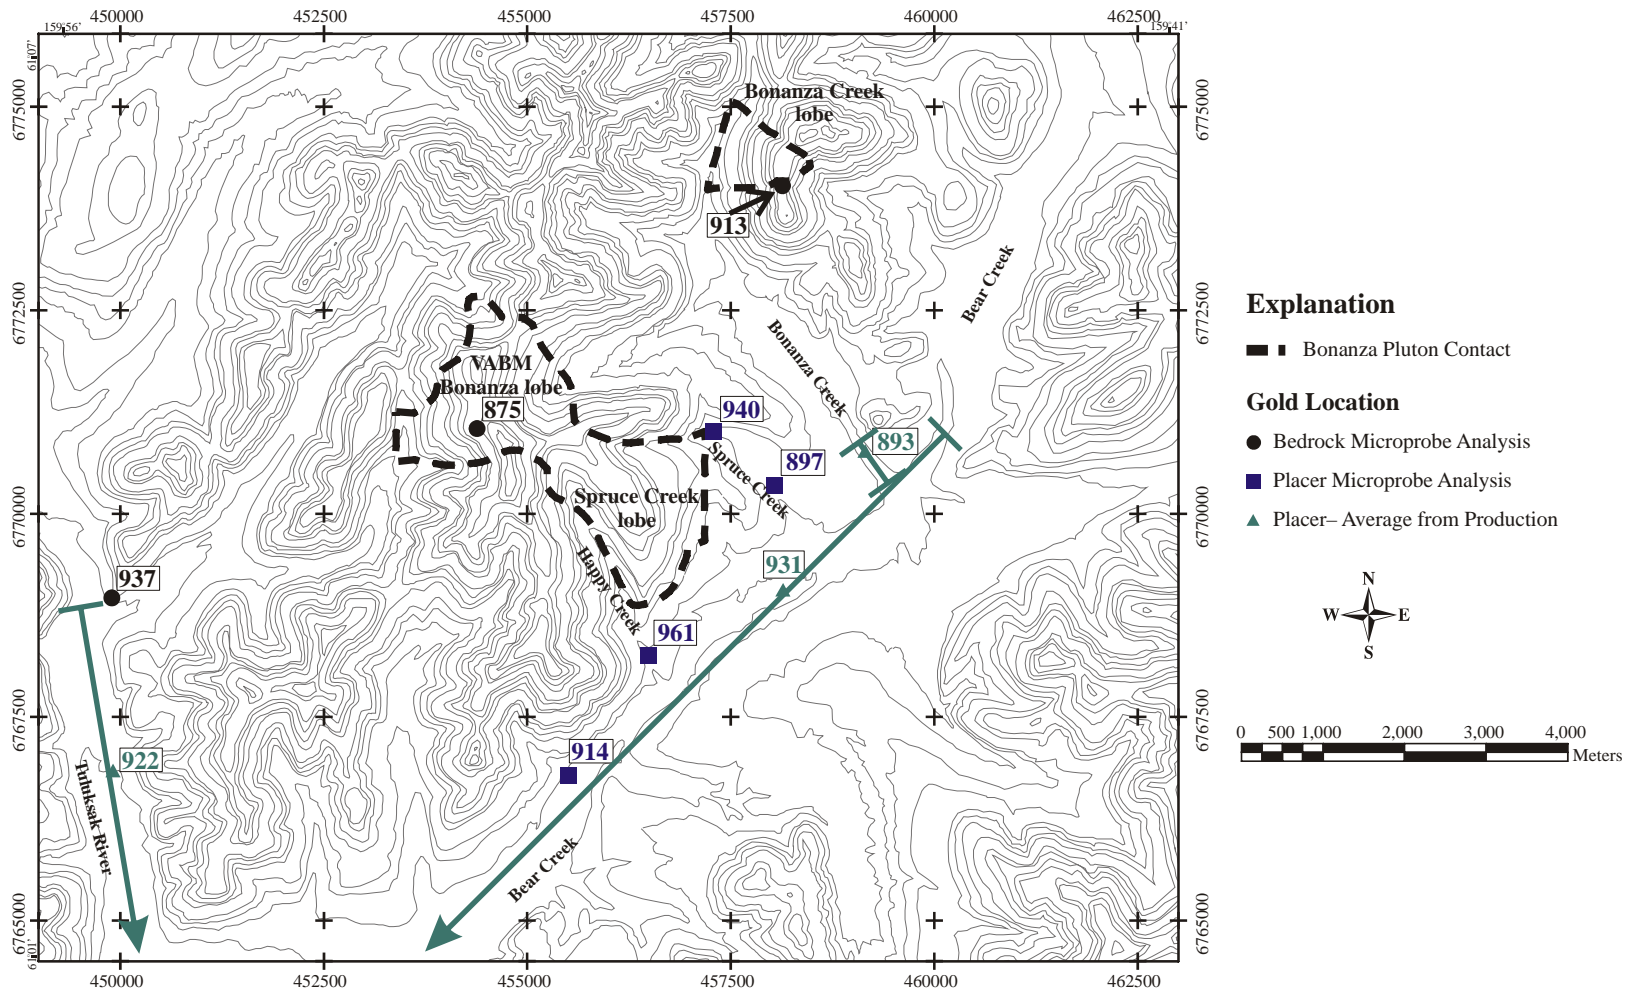 450000
452500
455000
457500
460000
462500
159°56'
159°41'
61°07'
6775000
6775000
Bonanza Creek
lobe
913
Bear Creek
6772500
6772500
Explanation
Bonanza Pluton Contact
Bonanza Creek
VABM
Bonanza lobe
875
940
Gold Location
Bedrock Microprobe Analysis
893
897
Spruce Creek
Placer Microprobe Analysis
Spruce Creek
lobe
Placer– Average from Production
6770000
6770000
Happy Creek
931
937
N
W
E
S
961
6767500
6767500
914
922
Tuluksak River
0 500 1,000 2,000 3,000 4,000
Meters
Bear Creek
6765000
6765000
61°01'
450000
452500
455000
457500
460000
462500